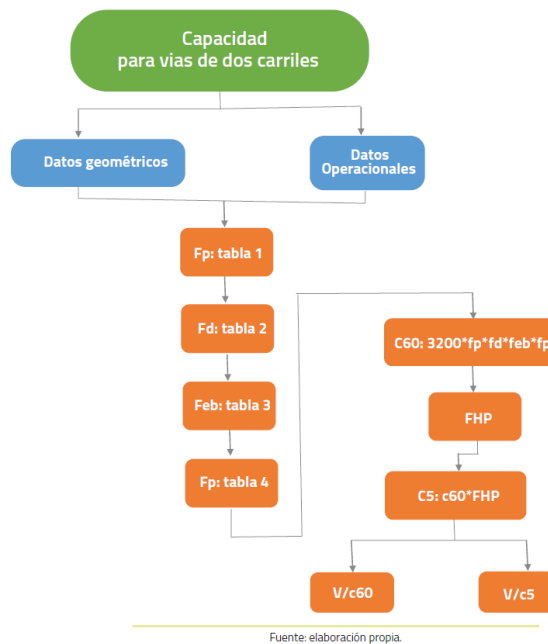 Capacidad
para vias de dos carriles
Datos geométricos
Datos
Operacionales
Fp: tabla 1
Fd: tabla 2
Feb: tabla 3
Fp: tabla 4
C60: 3200*fp*fd*feb*fp
FHP
C5: c60*FHP
V/c60
V/c5
Fuente: elaboración propia.